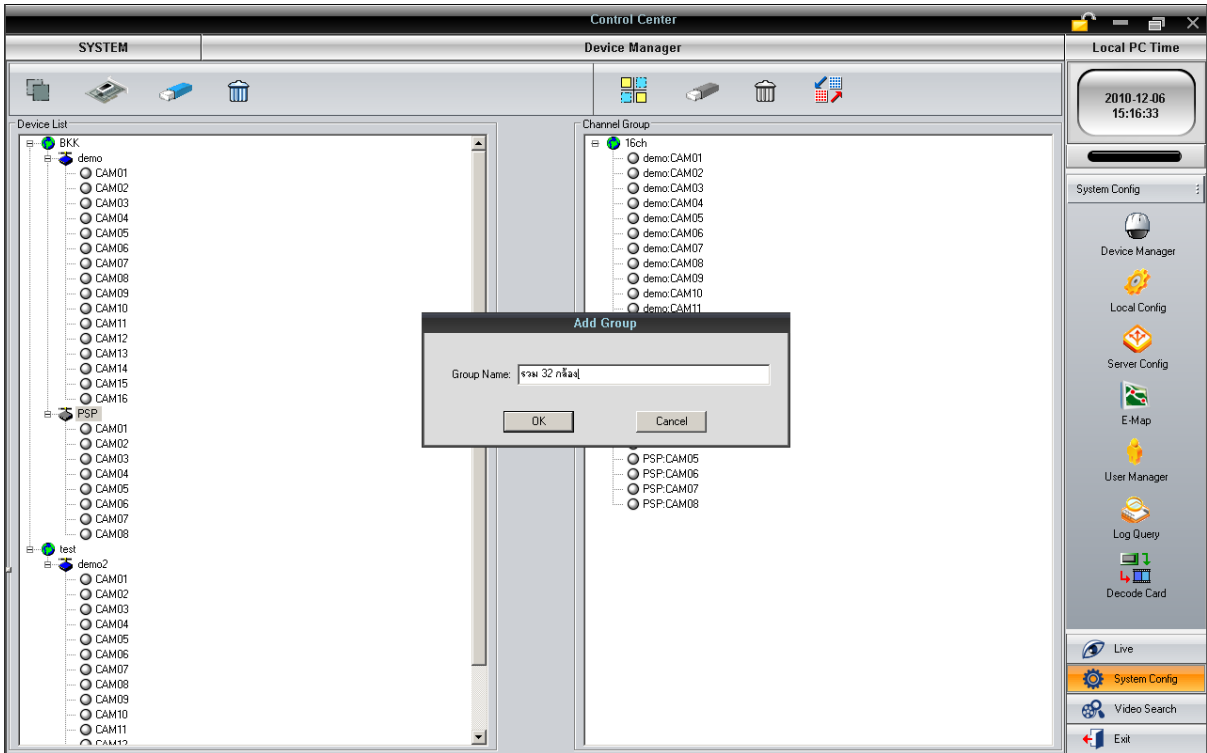 Control Center
SYSTEM
Device Manager
Local PC Time
2010-12-06
15:16:33
Device List
BKK
demo
CAM01
CAM02
CAM03
CAM04
CAM05
CAM06
CAM07
CAM08
CAM09
CAM10
CAM11
CAM12
CAM13
CAM14
CAM15
CAM16
PSP
CAM01
CAM02
CAM03
CAM04
CAM05
CAM06
CAM07
CAM08
test
demo2
CAM01
CAM02
CAM03
CAM04
CAM05
CAM06
CAM07
CAM08
CAM09
CAM10
CAM11
CAM12
Channel Group
16ch
demo:CAM01
demo:CAM02
demo:CAM03
demo:CAM04
demo:CAM05
demo:CAM06
demo:CAM07
demo:CAM08
demo:CAM09
demo:CAM10
demo:CAM11
Add Group
Group Name: รวม 32 กล้อง
OK
Cancel
PSP:CAM05
PSP:CAM06
PSP:CAM07
PSP:CAM08
System Config
Device Manager
Local Config
Server Config
E-Map
User Manager
Log Query
Decode Card
Live
System Config
Video Search
Exit